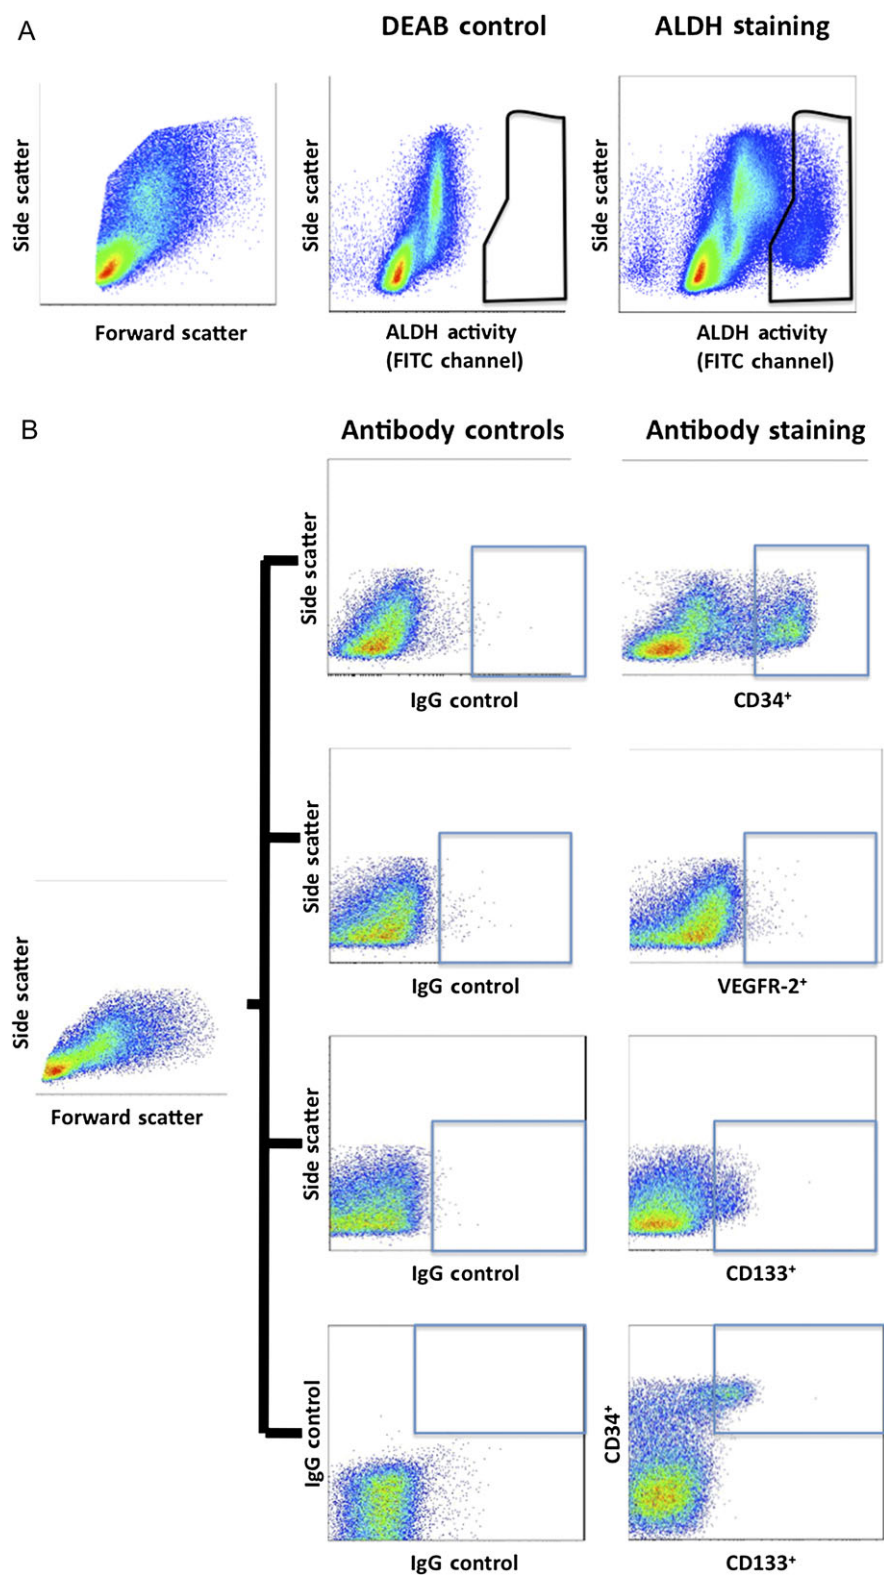 A
DEAB control
ALDH staining
Side scatter
Side scatter
Side scatter
Forward scatter
ALDH activity
(FITC channel)
ALDH activity
(FITC channel)
B
Antibody controls
Antibody staining
Side scatter
IgG control
CD34⁺
Side scatter
IgG control
VEGFR-2⁺
Side scatter
Forward scatter
Side scatter
IgG control
CD133⁺
IgG control
CD34⁺
IgG control
CD133⁺